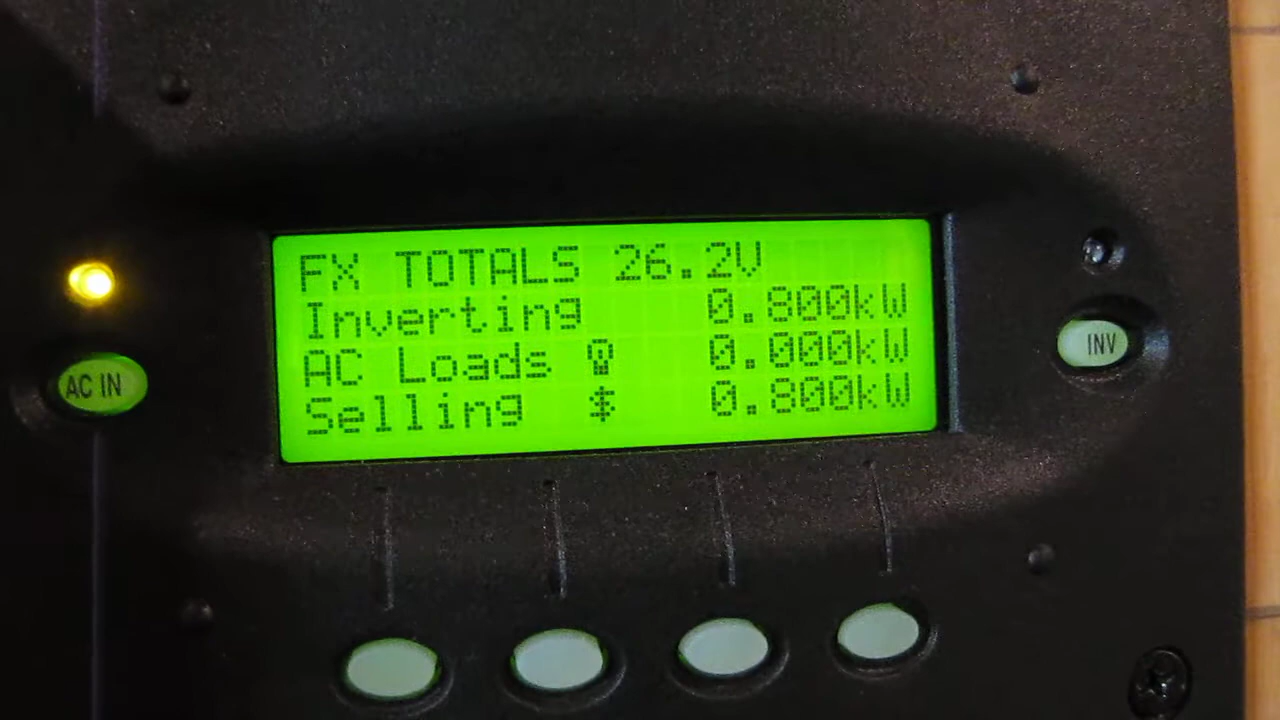 FX TOTALS 26.2V
Inverting 0.800kW
AC Loads 0.000kW
Selling $ 0.800kW
AC IN
INV